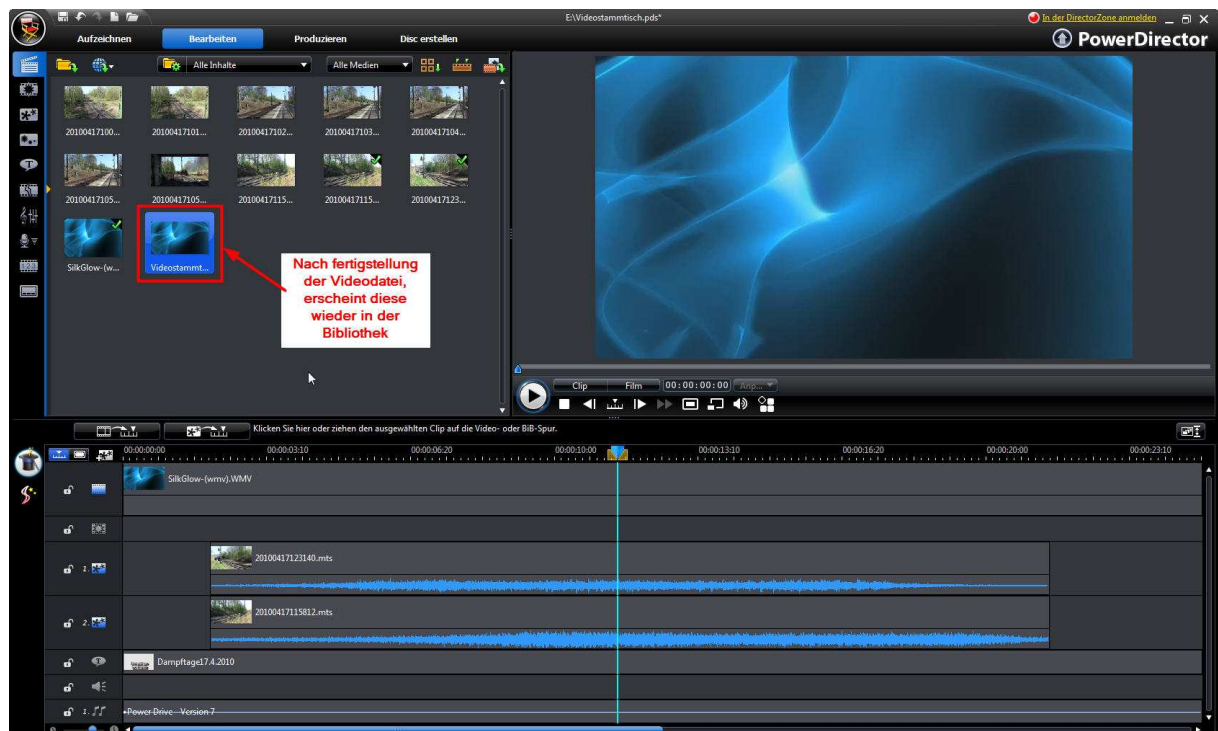 E:\Videostammtisch.pds*
In der DirectorZone anmelden
Aufzeichnen Bearbeiten Produzieren Disc erstellen
PowerDirector
Alle Inhalte Alle Medien
20100417100... 20100417101... 20100417102... 20100417103... 20100417104...
20100417105... 20100417105... 20100417115... 20100417115... 20100417123...
SilkGlow-(w... Videostammt...
Nach fertigstellung
der Videodatei,
erscheint diese
wieder in der
Bibliothek
Clip Film 00:00:00:00 Anp...
Klicken Sie hier oder ziehen den ausgewählten Clip auf die Video- oder BiB-Spur.
00:00:00:00 00:00:03:10 00:00:06:20 00:00:10:00 00:00:13:10 00:00:16:20 00:00:20:00 00:00:23:10
SilkGlow-(wmv).WMV
1. 20100417123140.mts
2. 20100417115812.mts
Dampftage17.4.2010
1. Power Drive - Version 7